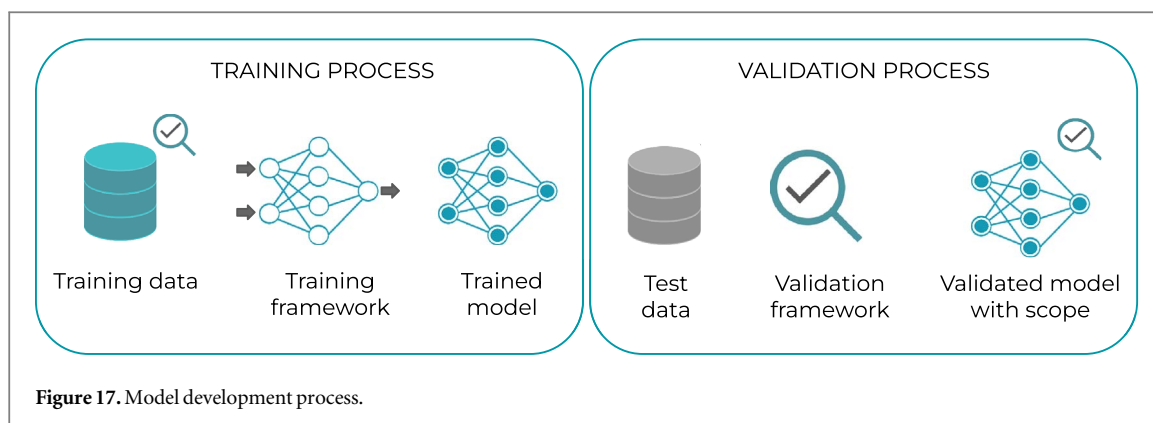 TRAINING PROCESS
VALIDATION PROCESS
Training data
Training
framework
Trained
model
Test
data
Validation
framework
Validated model
with scope
Figure 17. Model development process.